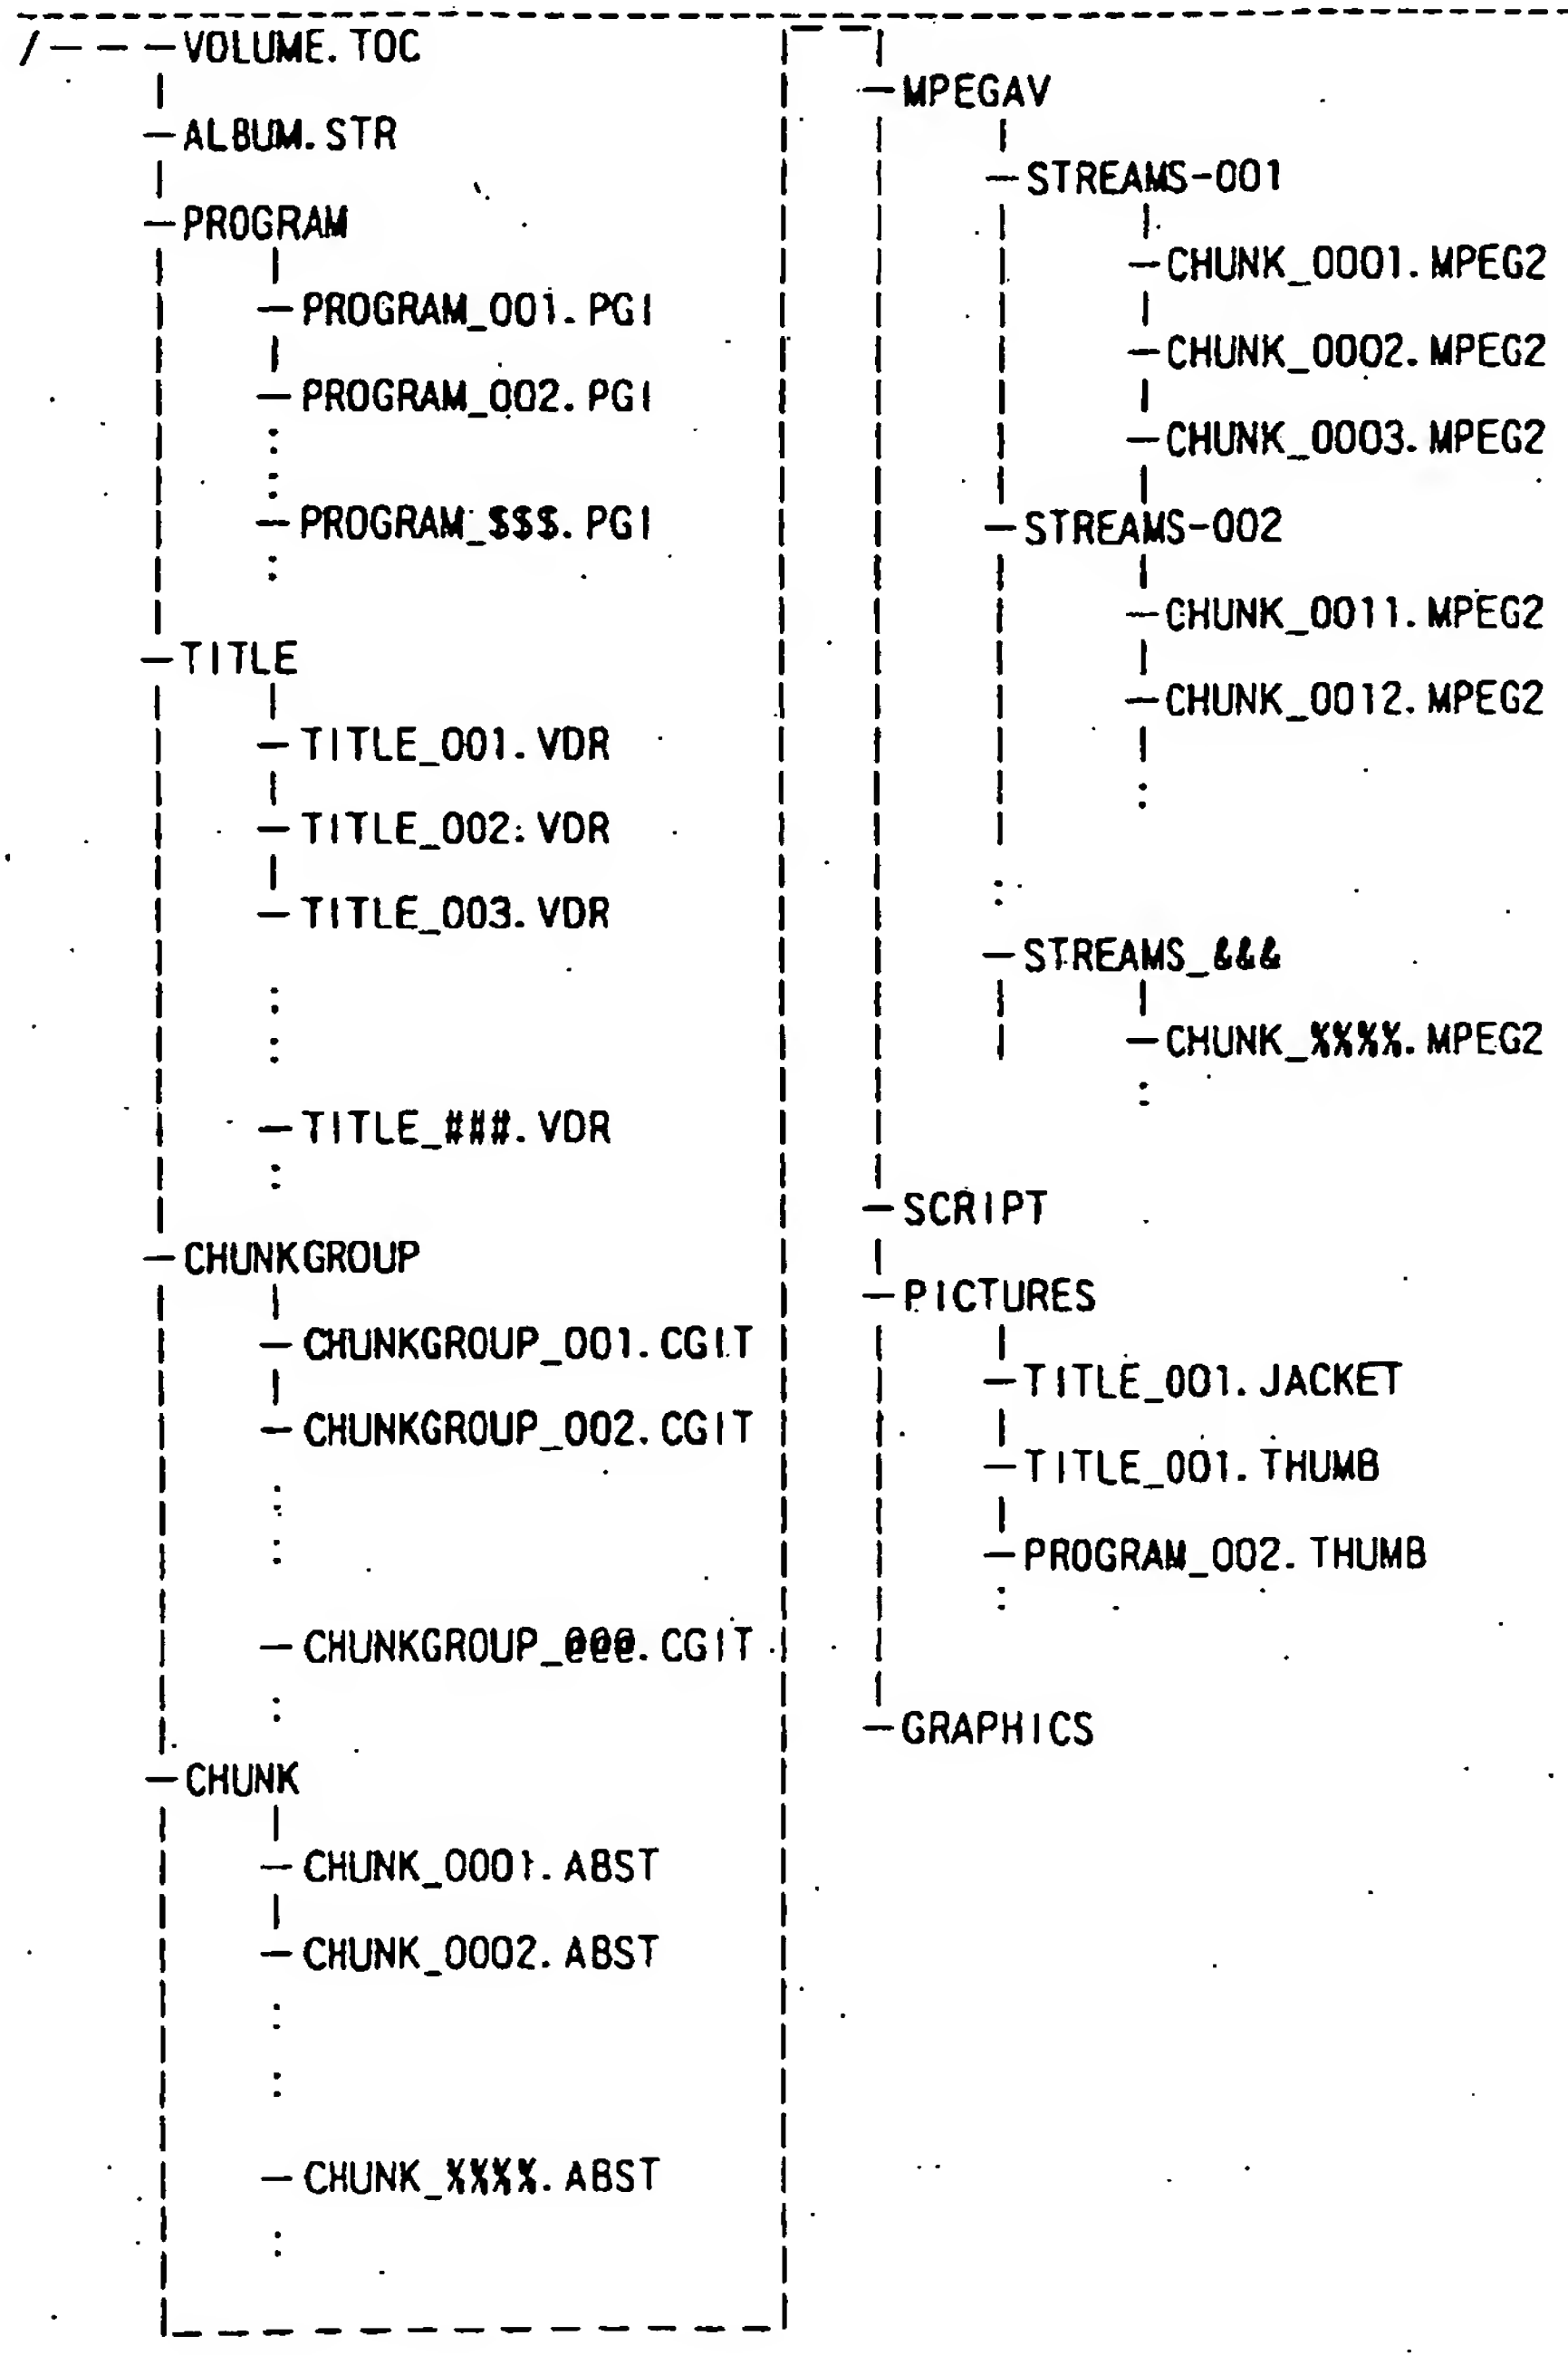 /---VOLUME.TOC
ALBUM.STR
PROGRAM
PROGRAM_001.PGI
PROGRAM_002.PGI
PROGRAM_$$$.PGI
TITLE
TITLE_001.VDR
TITLE_002.VDR
TITLE_003.VDR
TITLE_###.VDR
CHUNKGROUP
CHUNKGROUP_001.CGIT
CHUNKGROUP_002.CGIT
CHUNKGROUP_@@@.CGIT
CHUNK
CHUNK_0001.ABST
CHUNK_0002.ABST
CHUNK_%%%%.ABST
MPEGAV
STREAMS-001
CHUNK_0001.MPEG2
CHUNK_0002.MPEG2
CHUNK_0003.MPEG2
STREAMS-002
CHUNK_0011.MPEG2
CHUNK_0012.MPEG2
STREAMS_&&&
CHUNK_%%%%.MPEG2
SCRIPT
PICTURES
TITLE_001.JACKET
TITLE_001.THUMB
PROGRAM_002.THUMB
GRAPHICS